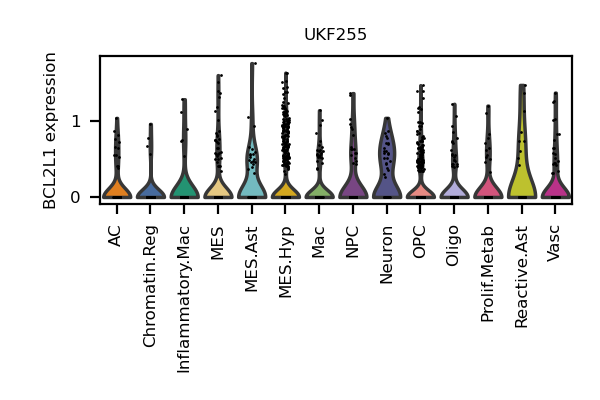 UKF255
BCL2L1 expression
1
0
AC
Chromatin.Reg
Inflammatory.Mac
MES
MES.Ast
MES.Hyp
Mac
NPC
Neuron
OPC
Oligo
Prolif.Metab
Reactive.Ast
Vasc